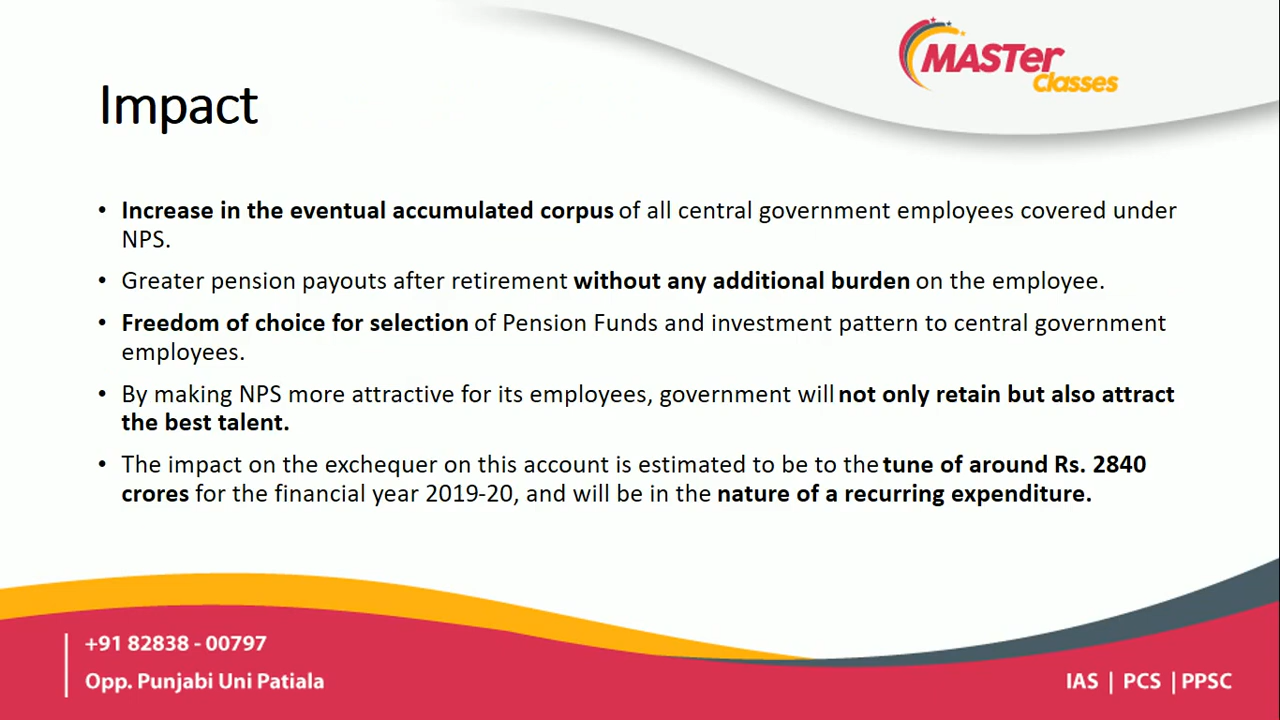 MASTer
Classes
Impact
• Increase in the eventual accumulated corpus of all central government employees covered under
NPS.
• Greater pension payouts after retirement without any additional burden on the employee.
• Freedom of choice for selection of Pension Funds and investment pattern to central government
employees.
• By making NPS more attractive for its employees, government will not only retain but also attract
the best talent.
• The impact on the exchequer on this account is estimated to be to the tune of around Rs. 2840
crores for the financial year 2019-20, and will be in the nature of a recurring expenditure.
+91 82838 - 00797
Opp. Punjabi Uni Patiala
IAS | PCS | PPSC